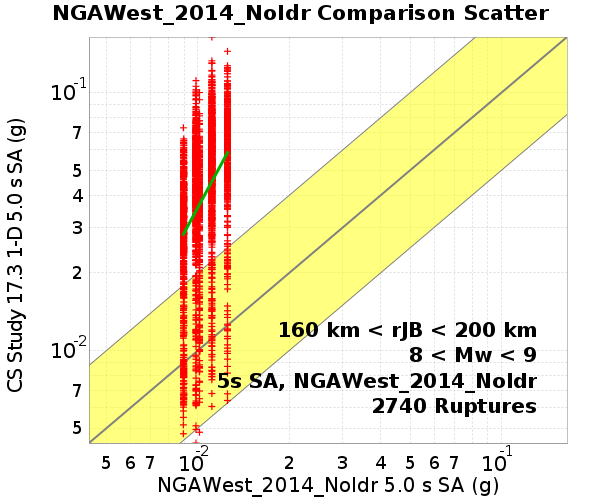 NGAWest_2014_NoIdr Comparison Scatter
CS Study 17.3 1-D 5.0 s SA (g)
10-1
7
5
4
3
2
10-2
7
5
160 km < rJB < 200 km
8 < Mw < 9
5s SA, NGAWest_2014_NoIdr
2740 Ruptures
5 6 7 10-2 2 3 4 5 6 7 10-1
NGAWest_2014_NoIdr 5.0 s SA (g)